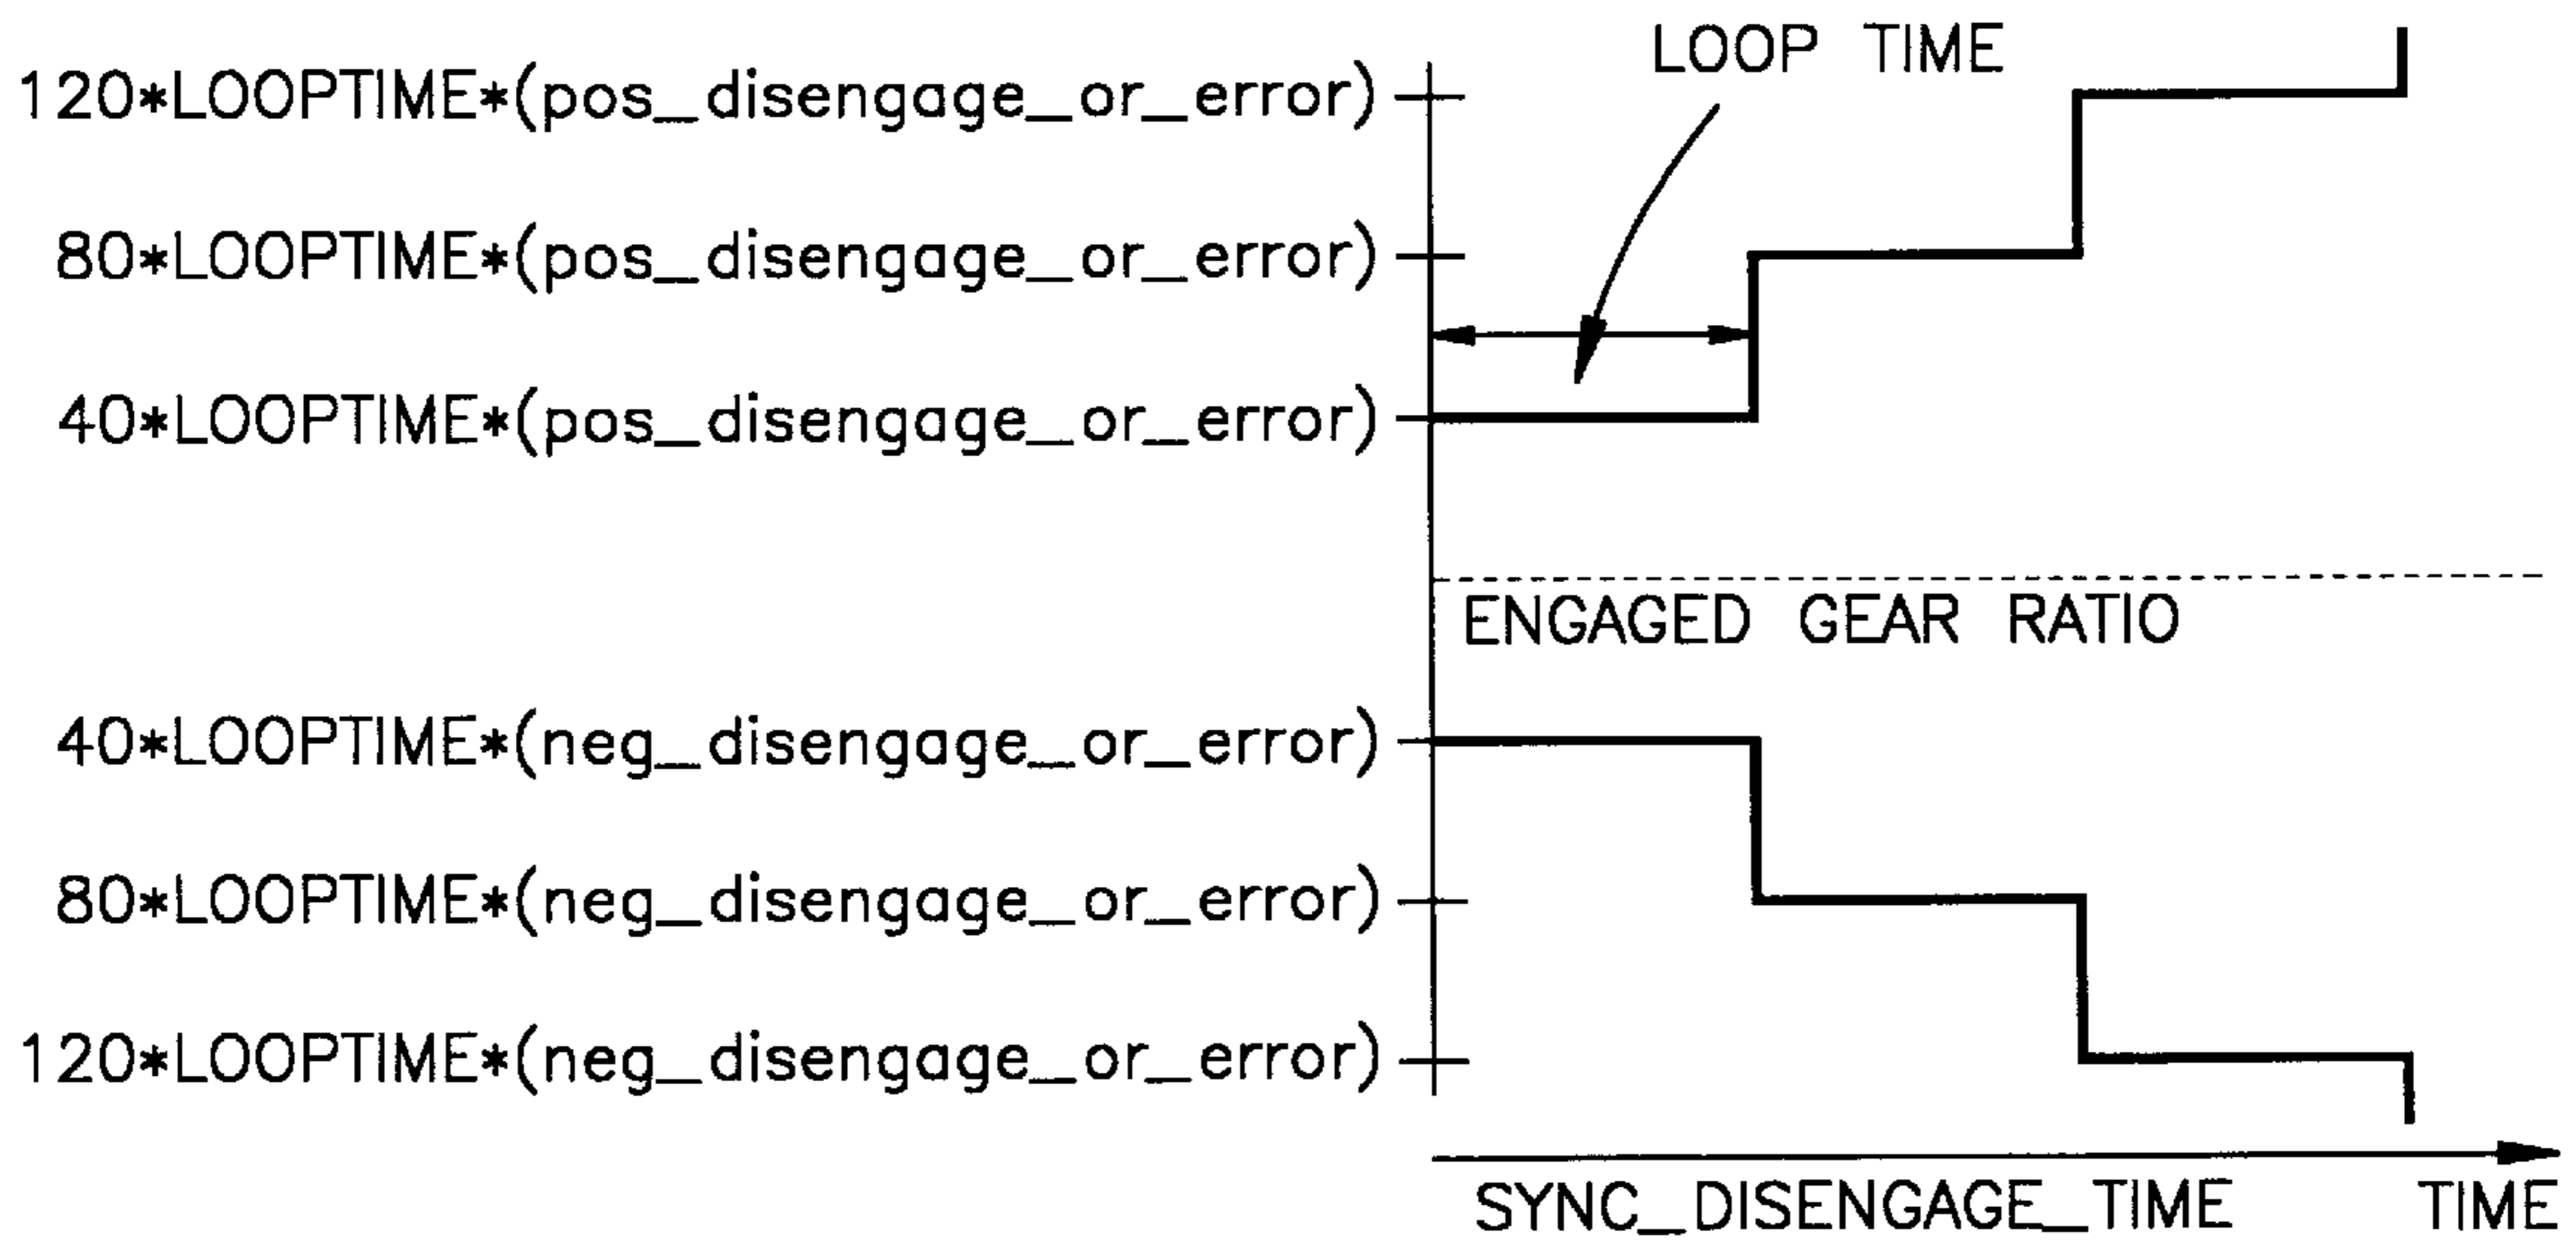 LOOP TIME
120*LOOPTIME*(pos_disengage_or_error)
80*LOOPTIME*(pos_disengage_or_error)
40*LOOPTIME*(pos_disengage_or_error)
ENGAGED GEAR RATIO
40*LOOPTIME*(neg_disengage_or_error)
80*LOOPTIME*(neg_disengage_or_error)
120*LOOPTIME*(neg_disengage_or_error)
SYNC_DISENGAGE_TIME TIME